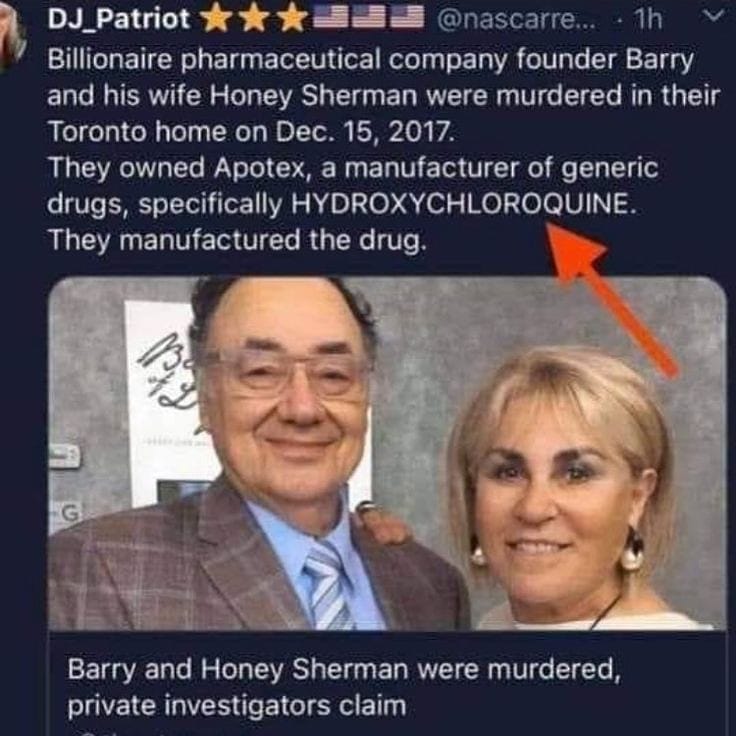 DJ_Patriot ⭐⭐⭐🇺🇸🇺🇸🇺🇸 @nascarre... · 1h
Billionaire pharmaceutical company founder Barry
and his wife Honey Sherman were murdered in their
Toronto home on Dec. 15, 2017.
They owned Apotex, a manufacturer of generic
drugs, specifically HYDROXYCHLOROQUINE.
They manufactured the drug.
G
Barry and Honey Sherman were murdered,
private investigators claim